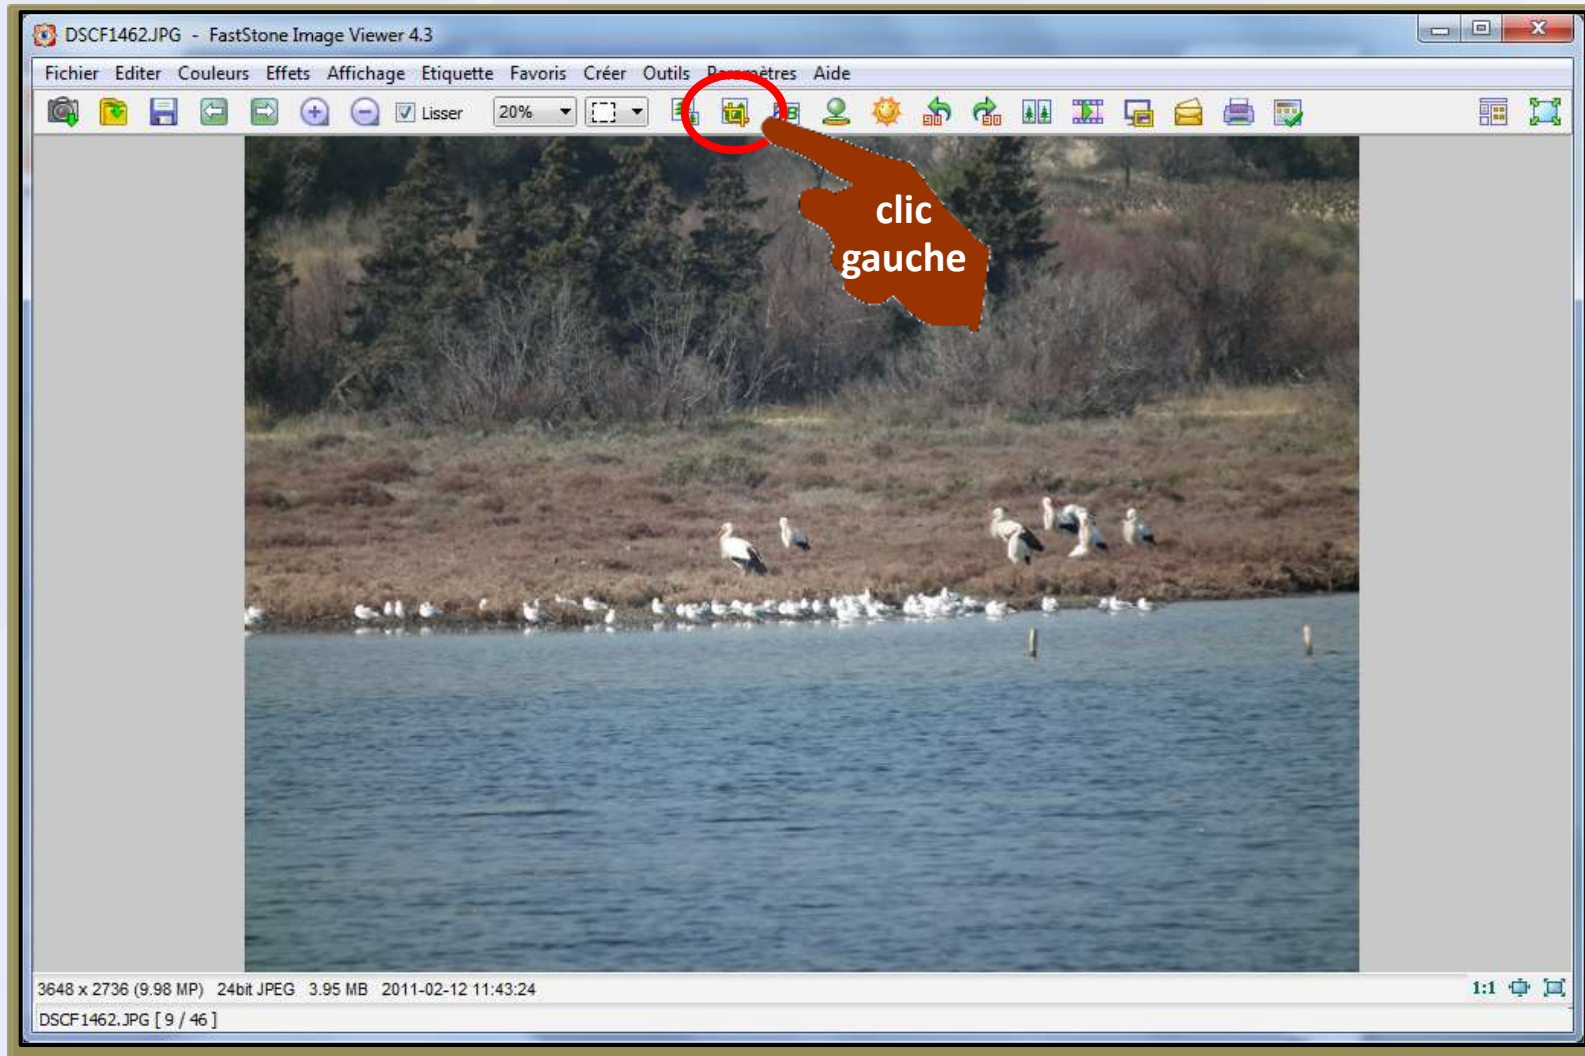 DSCF1462.JPG - FastStone Image Viewer 4.3
Fichier Editer Couleurs Effets Affichage Etiquette Favoris Créer Outils Paramètres Aide
Lisser 20%
clic
gauche
3648 x 2736 (9.98 MP) 24bit JPEG 3.95 MB 2011-02-12 11:43:24 1:1
DSCF1462.JPG [ 9 / 46 ]